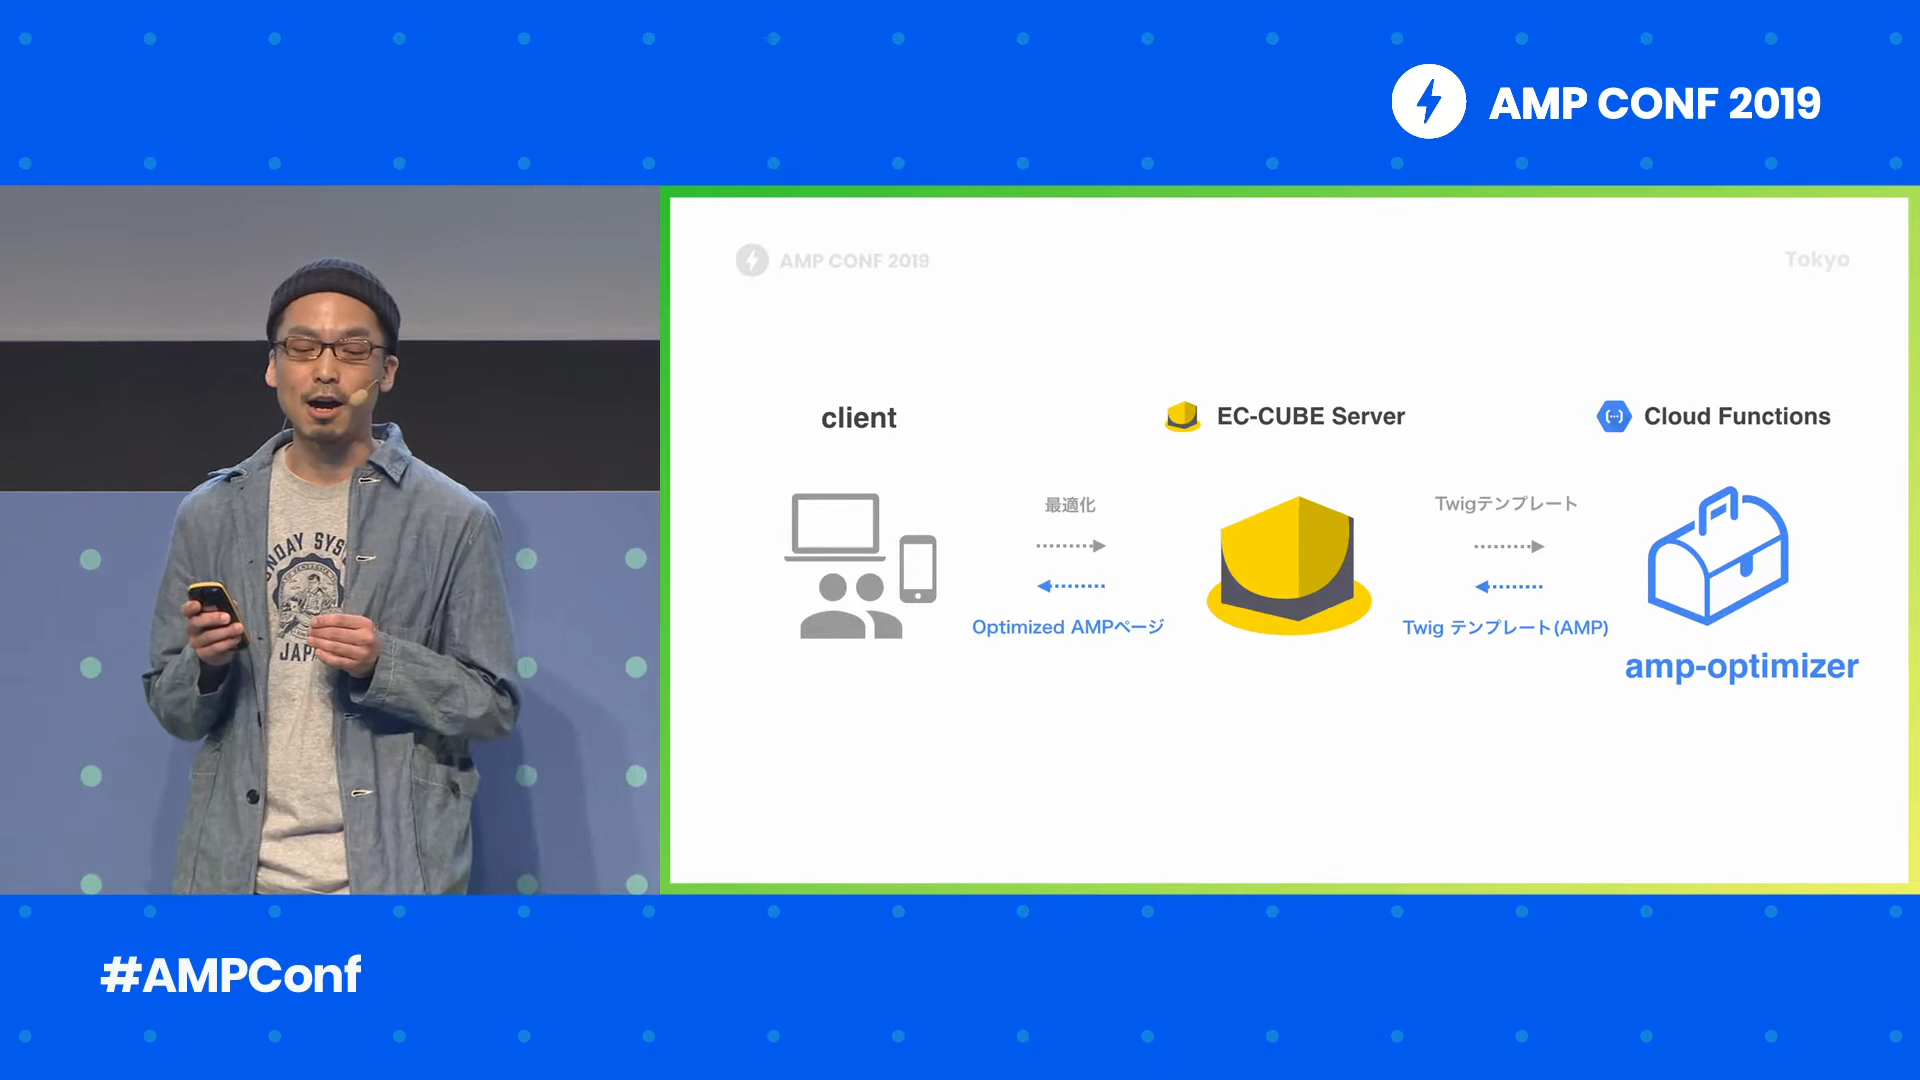 AMP CONF 2019
AMP CONF 2019
Tokyo
client
EC-CUBE Server
Cloud Functions
最適化
Twigテンプレート
Optimized AMPページ
Twig テンプレート(AMP)
amp-optimizer
JAP
#AMPConf